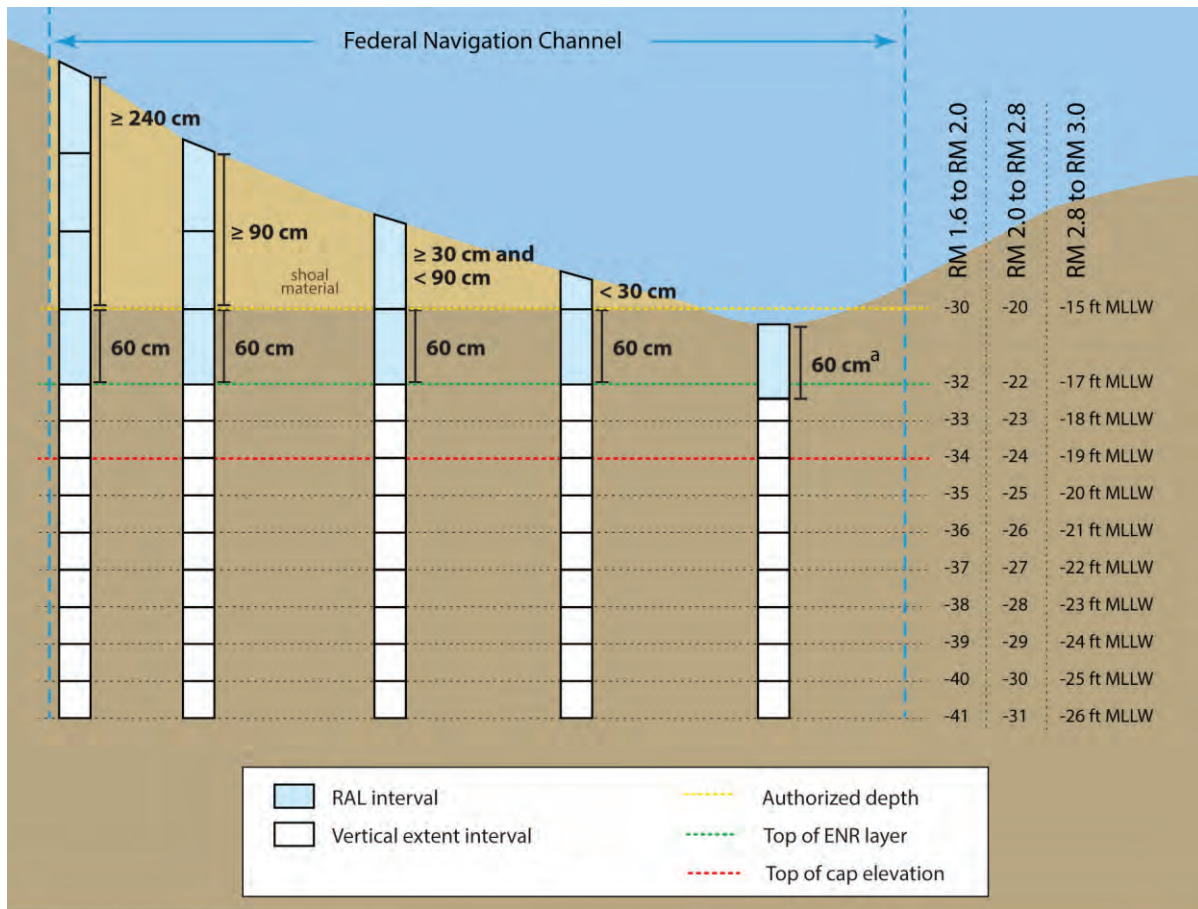 Federal Navigation Channel
RM 1.6 to RM 2.0
RM 2.0 to RM 2.8
RM 2.8 to RM 3.0
≥ 240 cm
≥ 90 cm
≥ 30 cm and
< 90 cm
< 30 cm
shoal
material
60 cm
60 cm
60 cm
60 cm
60 cmᵃ
-30 -20 -15 ft MLLW
-32 -22 -17 ft MLLW
-33 -23 -18 ft MLLW
-34 -24 -19 ft MLLW
-35 -25 -20 ft MLLW
-36 -26 -21 ft MLLW
-37 -27 -22 ft MLLW
-38 -28 -23 ft MLLW
-39 -29 -24 ft MLLW
-40 -30 -25 ft MLLW
-41 -31 -26 ft MLLW
RAL interval
Vertical extent interval
Authorized depth
Top of ENR layer
Top of cap elevation